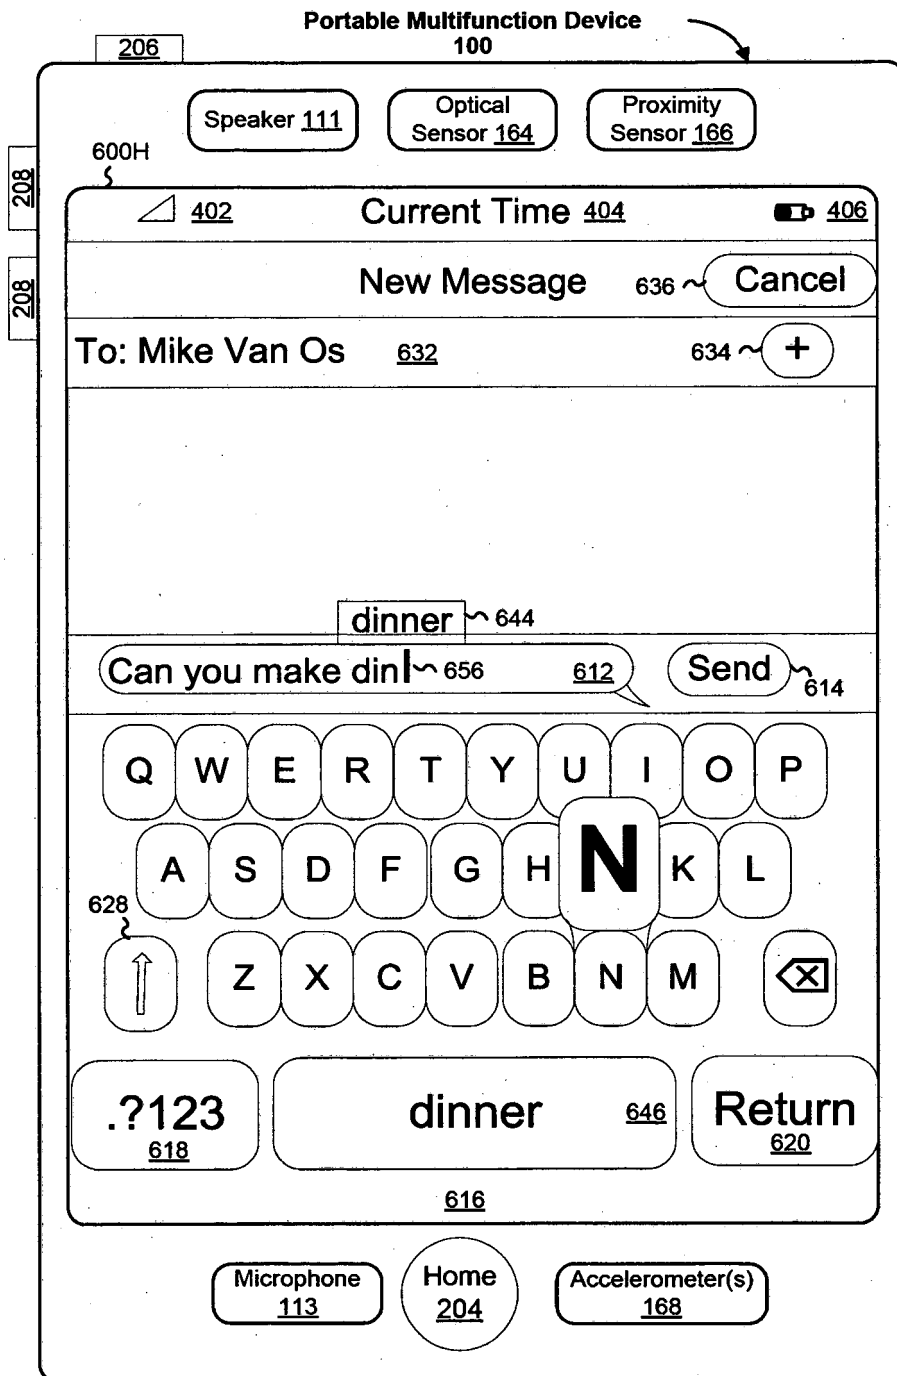 Portable Multifunction Device
100
206
Speaker 111
Optical
Sensor 164
Proximity
Sensor 166
600H
208
402
Current Time 404
406
208
New Message
636
Cancel
To: Mike Van Os
632
634
+
dinner
644
Can you make din
656
612
Send
614
Q W E R T Y U I O P
A S D F G H N K L
628
Z X C V B N M
.?123
618
dinner
646
Return
620
616
Microphone
113
Home
204
Accelerometer(s)
168